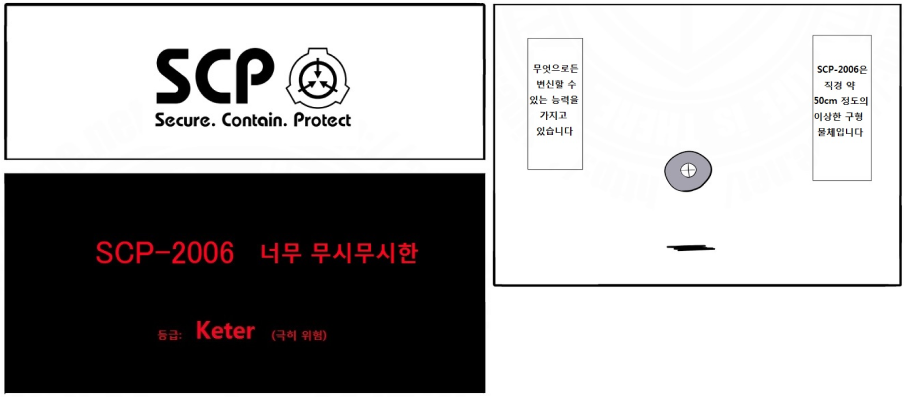 SCP
Secure. Contain. Protect
SCP-2006 너무 무시무시한
등급: Keter (극히 위험)
SCP-2006은
직경 약
50cm 정도의
이상한 구형
물체입니다
무엇으로든
변신할 수
있는 능력을
가지고
있습니다